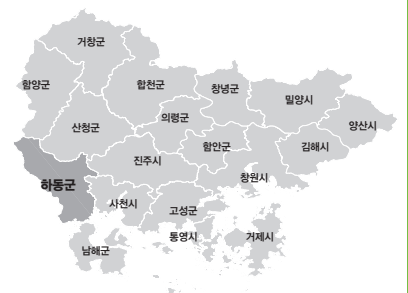 거창군
함양군
합천군
창녕군
밀양시
산청군
의령군
양산시
진주시
함안군
김해시
하동군
창원시
사천시
고성군
통영시
거제시
남해군